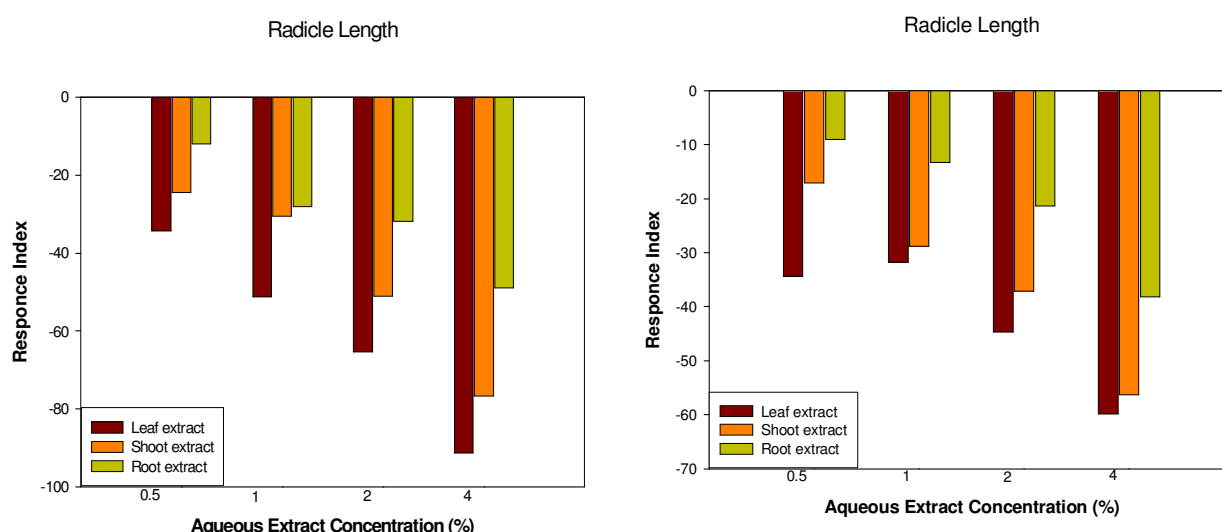 Radicle Length
0
-20
-40
-60
-80
-100
Responce Index
Leaf extract
Shoot extract
Root extract
0.5 1 2 4
Aqueous Extract Concentration (%)
Radicle Length
0
-10
-20
-30
-40
-50
-60
-70
Responce Index
Leaf extract
Shoot extract
Root extract
0.5 1 2 4
Aqueous Extract Concentration (%)